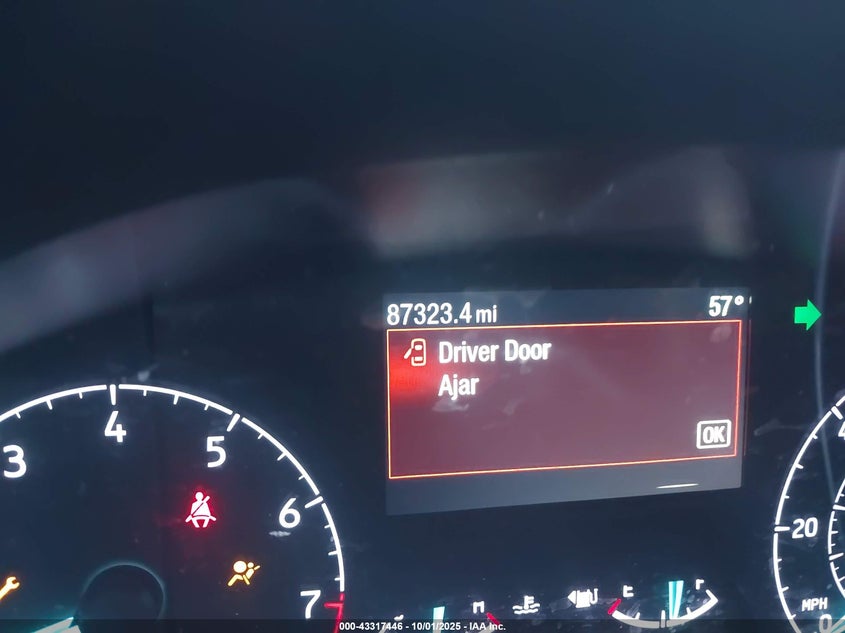 87323.4 mi
57°
Driver Door
Ajar
OK
3
4
5
6
7
H
E
F
20
MPH
0
000-43317446 - 10/01/2025 - IAA Inc.